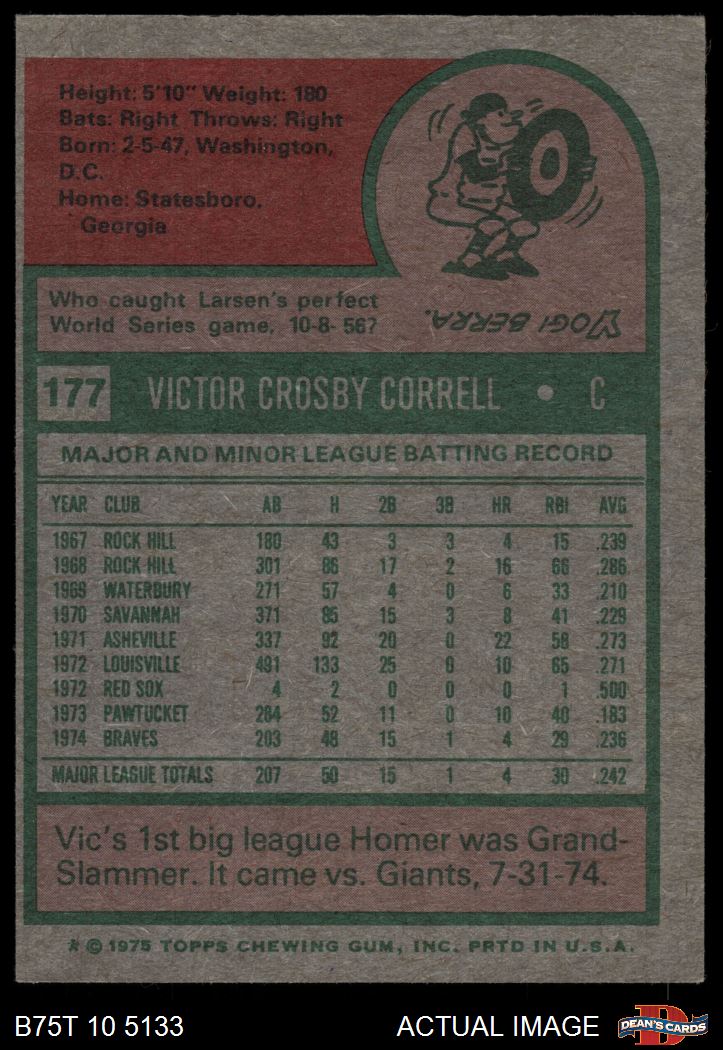 Height: 5'10" Weight: 180
Bats: Right Throws: Right
Born: 2-5-47, Washington,
D.C.
Home: Statesboro,
Georgia
Who caught Larsen's perfect
World Series game, 10-8-56?
YOGI BERRA.
177 VICTOR CROSBY CORRELL • C
MAJOR AND MINOR LEAGUE BATTING RECORD
YEAR CLUB AB H 2B 3B HR RBI AVG
1967 ROCK HILL 180 43 3 3 4 15 .239
1968 ROCK HILL 301 86 17 2 16 66 .286
1969 WATERBURY 271 57 4 0 6 33 .210
1970 SAVANNAH 371 85 15 3 8 41 .229
1971 ASHEVILLE 337 92 20 0 22 58 .273
1972 LOUISVILLE 491 133 25 0 10 65 .271
1972 RED SOX 4 2 0 0 0 1 .500
1973 PAWTUCKET 284 52 11 0 10 40 .183
1974 BRAVES 203 48 15 1 4 29 .236
MAJOR LEAGUE TOTALS 207 50 15 1 4 30 .242
Vic's 1st big league Homer was Grand-
Slammer. It came vs. Giants, 7-31-74.
* © 1975 TOPPS CHEWING GUM, INC. PRTD IN U.S.A.
B75T 10 5133 ACTUAL IMAGE D DEAN'S CARDS